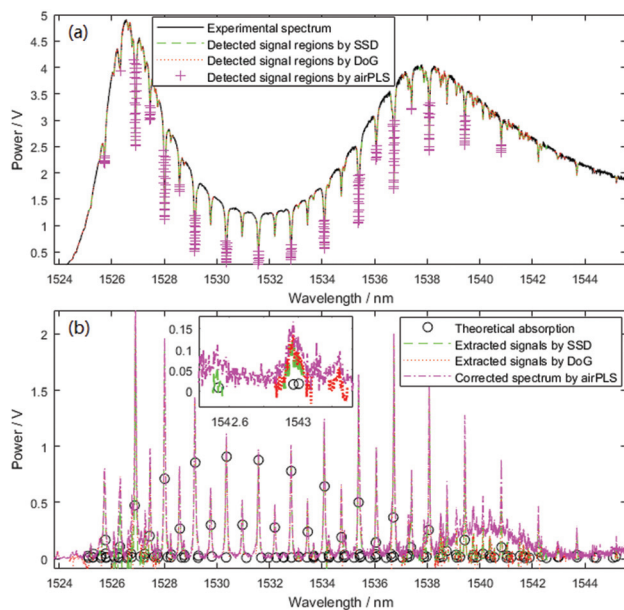 (a)
Experimental spectrum
Detected signal regions by SSD
Detected signal regions by DoG
Detected signal regions by airPLS
Power / V
5
4.5
4
3.5
3
2.5
2
1.5
1
0.5
1524 1526 1528 1530 1532 1534 1536 1538 1540 1542 1544
Wavelength / nm
(b)
Theoretical absorption
Extracted signals by SSD
Extracted signals by DoG
Corrected spectrum by airPLS
0.15
0.1
0.05
0
1542.6 1543
Power / V
2
1.5
1
0.5
0
1524 1526 1528 1530 1532 1534 1536 1538 1540 1542 1544
Wavelength / nm